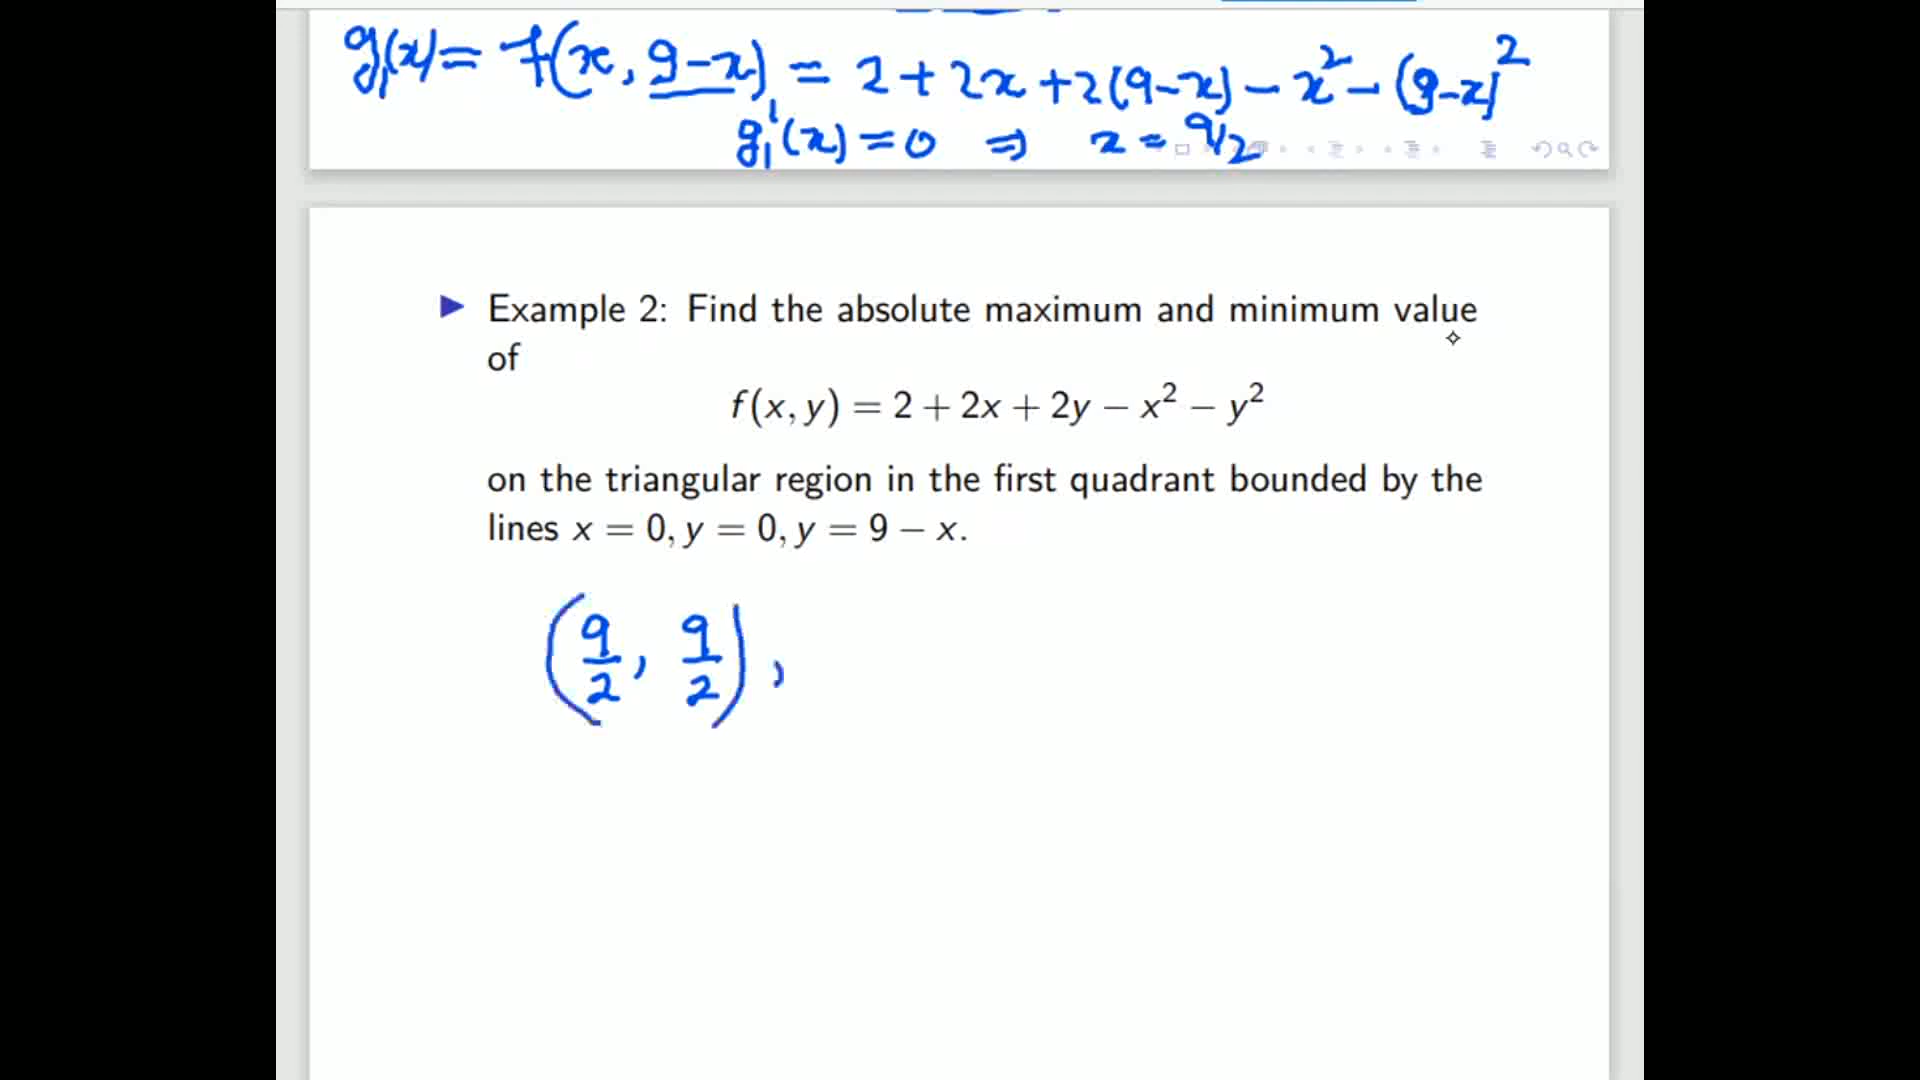 g₁(x) = f(x, 9-x) = 2 + 2x + 2(9-x) - x² - (9-x)²
g₁'(x) = 0 ⇒ x = 9/2
▶ Example 2: Find the absolute maximum and minimum value
of
f(x, y) = 2 + 2x + 2y − x² − y²
on the triangular region in the first quadrant bounded by the
lines x = 0, y = 0, y = 9 − x.
(9/2, 9/2),